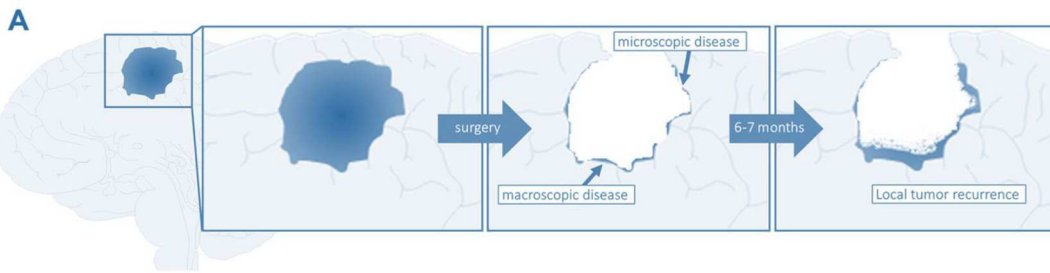 A
microscopic disease
surgery
6-7 months
macroscopic disease
Local tumor recurrence